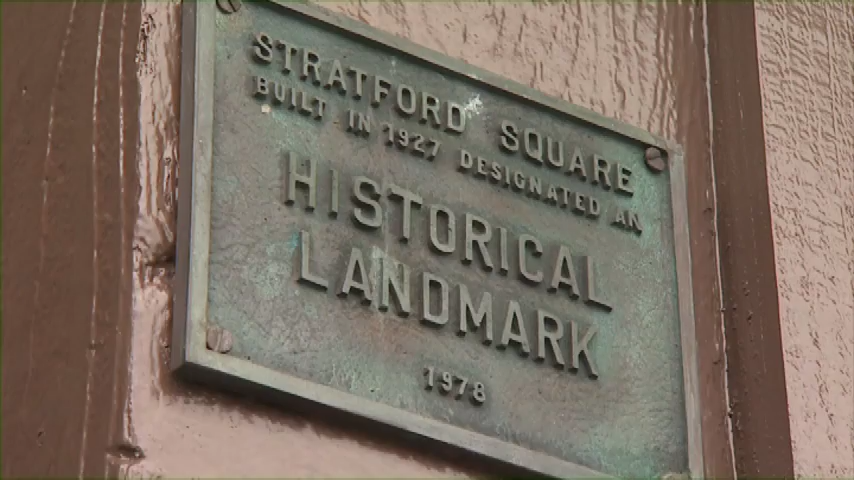 STRATFORD SQUARE
BUILT IN 1927 DESIGNATED AN
HISTORICAL
LANDMARK
1978